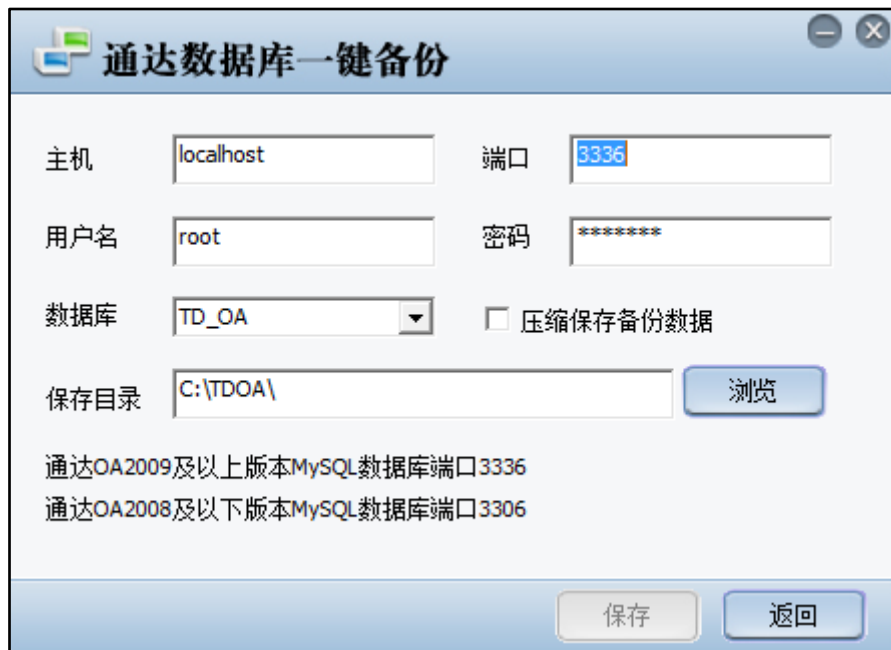 通达数据库一键备份
主机 localhost 端口 3336
用户名 root 密码 *******
数据库 TD_OA 压缩保存备份数据
保存目录 C:\TDOA\ 浏览
通达OA2009及以上版本MySQL数据库端口3336
通达OA2008及以下版本MySQL数据库端口3306
保存 返回